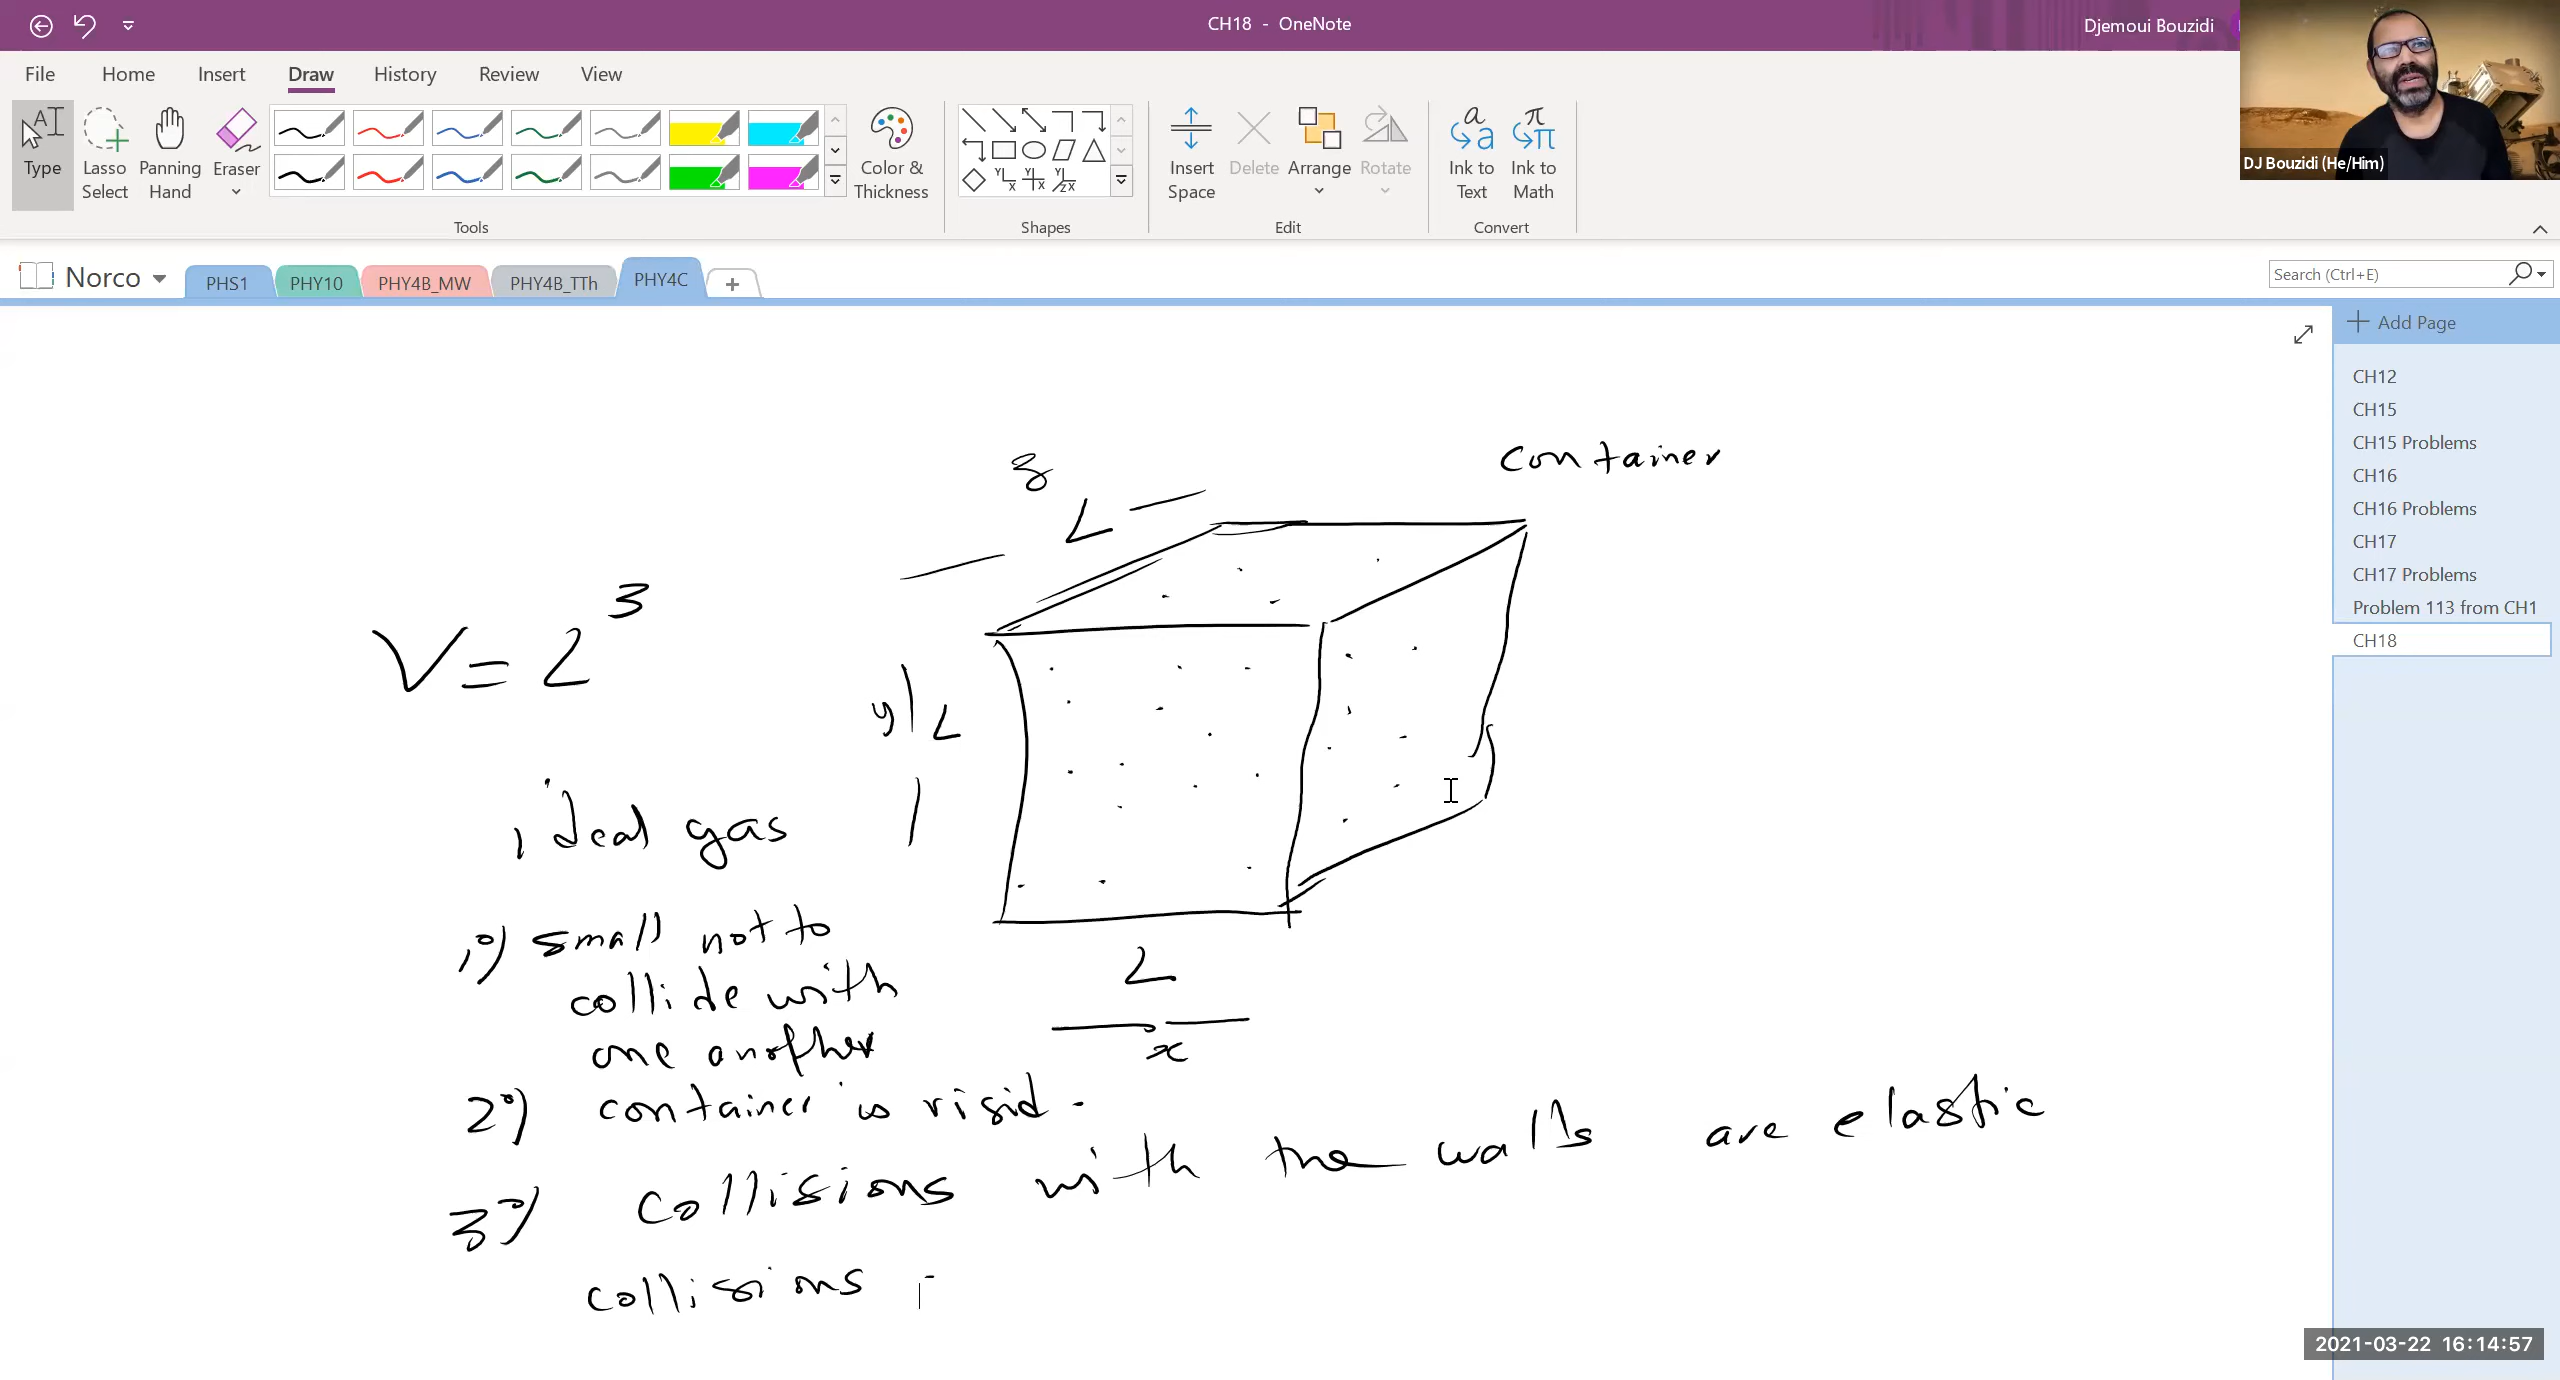 CH18 - OneNote
Djemoui Bouzidi
File Home Insert Draw History Review View
Type
Lasso Select
Panning Hand
Eraser
Color & Thickness
Insert Space
Delete
Arrange
Rotate
Ink to Text
Ink to Math
Tools
Shapes
Edit
Convert
DJ Bouzidi (He/Him)
Norco
PHS1
PHY10
PHY4B_MW
PHY4B_TTh
PHY4C
Search (Ctrl+E)
Add Page
CH12
CH15
CH15 Problems
CH16
CH16 Problems
CH17
CH17 Problems
Problem 113 from CH1
CH18
container
z
L
V = L³
y L
ideal gas
1°) small not to
collide with
one another
L
x
2°) container is rigid.
3°) collisions with the walls are elastic
collisions
2021-03-22 16:14:57